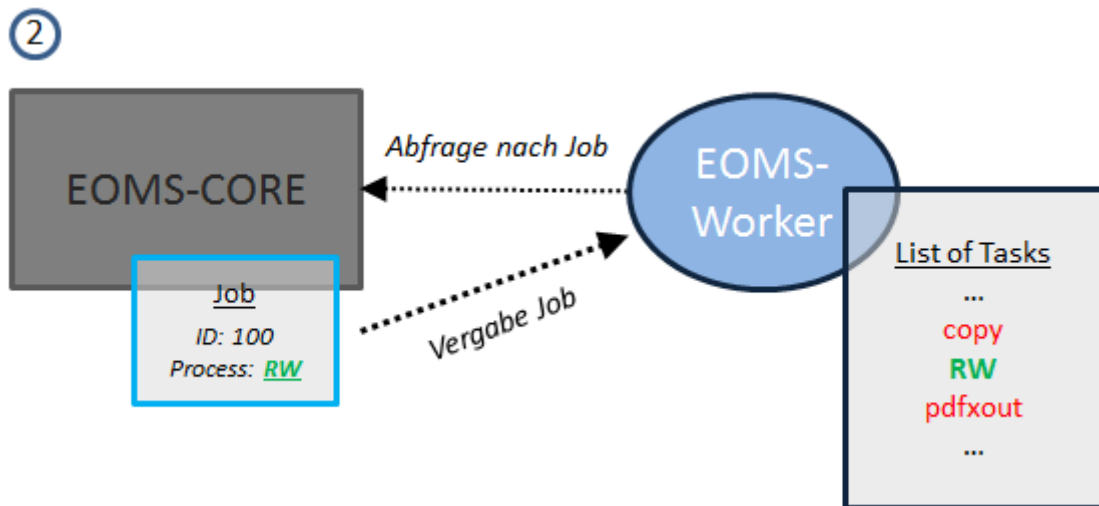 2
EOMS-CORE
Job
ID: 100
Process: RW
Abfrage nach Job
Vergabe Job
EOMS-
Worker
List of Tasks
...
copy
RW
pdfxout
...